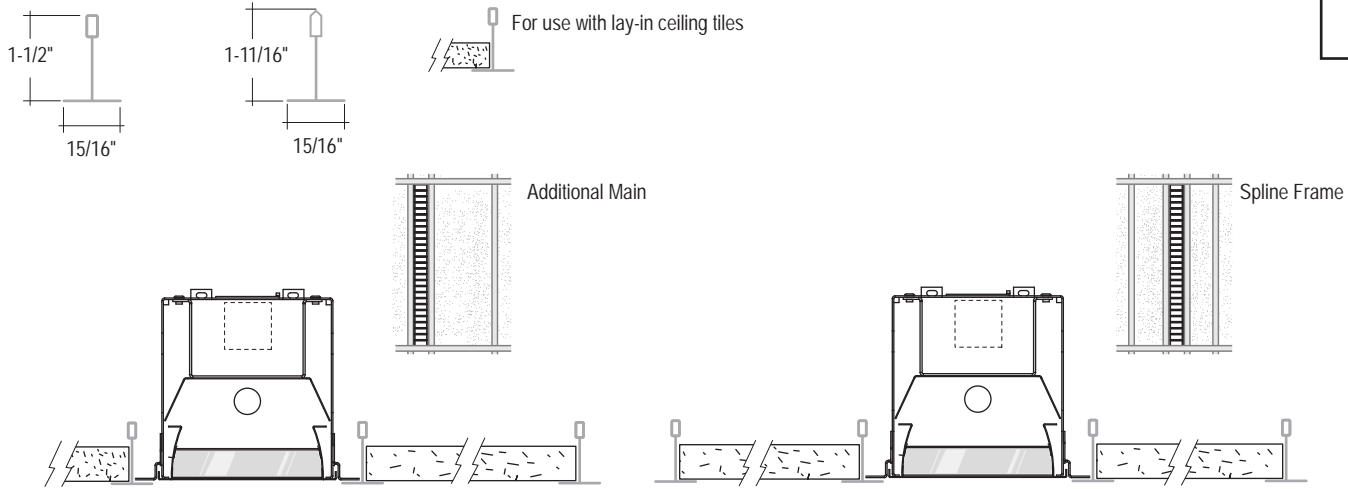 For use with lay-in ceiling tiles
1-1/2"
1-11/16"
15/16"
15/16"
Additional Main
Spline Frame